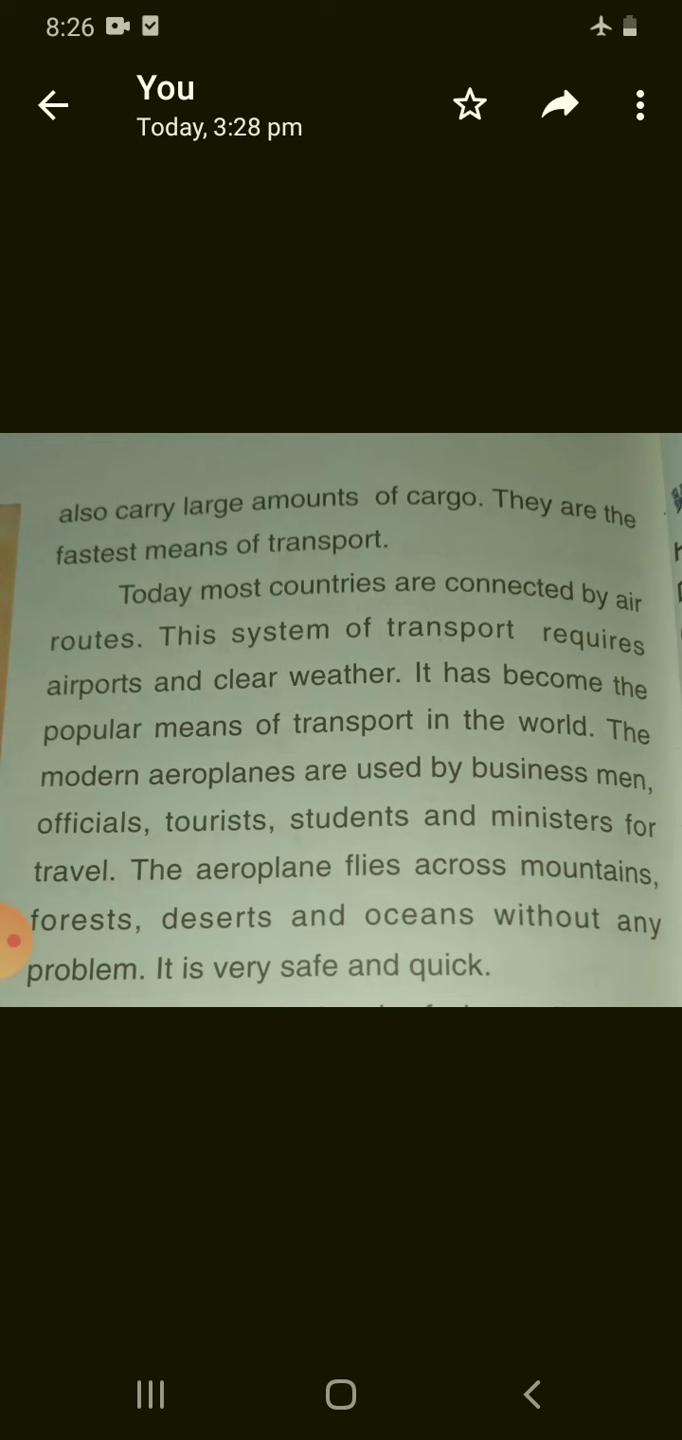 8:26
You
Today, 3:28 pm
also carry large amounts of cargo. They are the
fastest means of transport.
Today most countries are connected by air
routes. This system of transport requires
airports and clear weather. It has become the
popular means of transport in the world. The
modern aeroplanes are used by business men,
officials, tourists, students and ministers for
travel. The aeroplane flies across mountains,
forests, deserts and oceans without any
problem. It is very safe and quick.